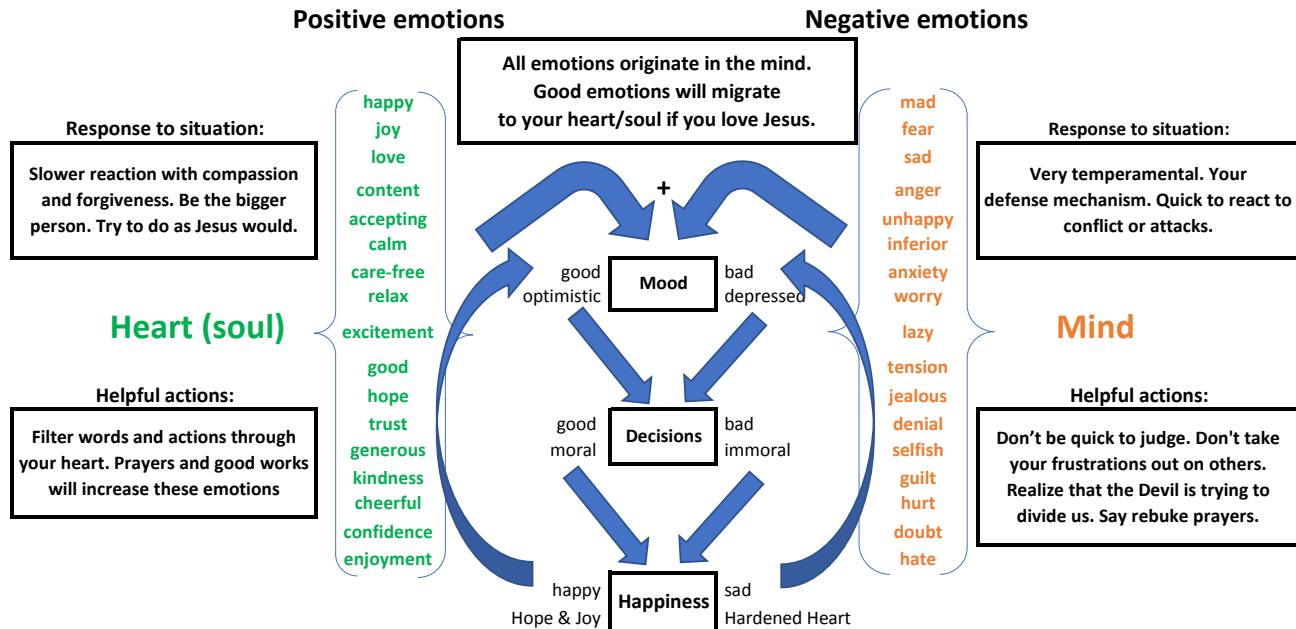 Positive emotions
Negative emotions
All emotions originate in the mind.
Good emotions will migrate
to your heart/soul if you love Jesus.
Response to situation:
Slower reaction with compassion
and forgiveness. Be the bigger
person. Try to do as Jesus would.
Heart (soul)
Helpful actions:
Filter words and actions through
your heart. Prayers and good works
will increase these emotions
happy
joy
love
content
accepting
calm
care-free
relax
excitement
good
hope
trust
generous
kindness
cheerful
confidence
enjoyment
+
good
optimistic
Mood
bad
depressed
good
moral
Decisions
bad
immoral
happy
Hope & Joy
Happiness
sad
Hardened Heart
mad
fear
sad
anger
unhappy
inferior
anxiety
worry
lazy
tension
jealous
denial
selfish
guilt
hurt
doubt
hate
Response to situation:
Very temperamental. Your
defense mechanism. Quick to react to
conflict or attacks.
Mind
Helpful actions:
Don’t be quick to judge. Don't take
your frustrations out on others.
Realize that the Devil is trying to
divide us. Say rebuke prayers.